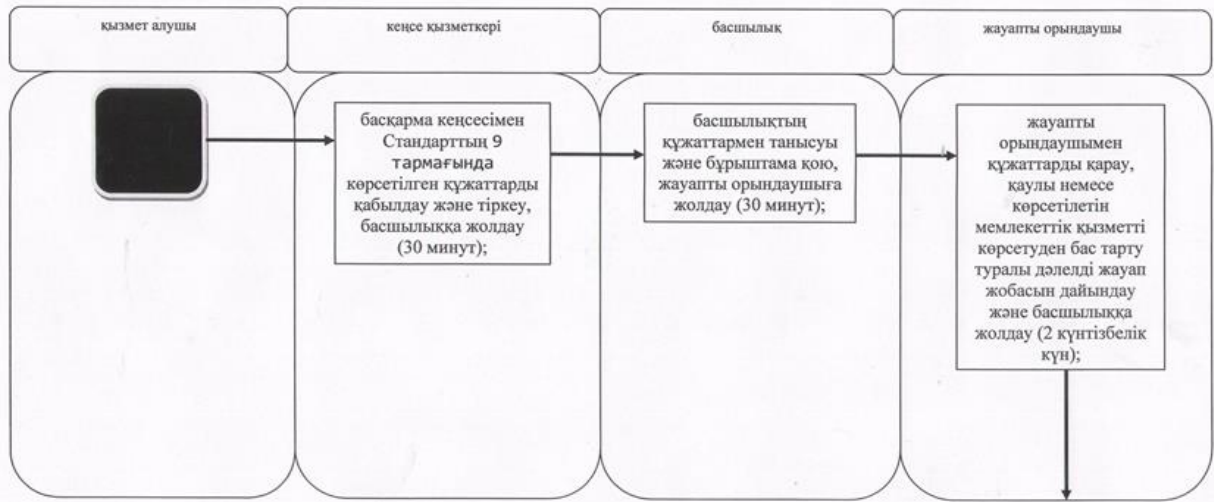 қызмет алушы
кеңсе қызметкері
басшылық
жауапты орындаушы
басқарма кеңсесімен
Стандарттың 9
тармағында
көрсетілген құжаттарды
қабылдау және тіркеу,
басшылыққа жолдау
(30 минут);
басшылықтың
құжаттармен танысуы
және бұрыштама қою,
жауапты орындаушыға
жолдау (30 минут);
жауапты
орындаушымен
құжаттарды қарау,
қаулы немесе
көрсетілетін
мемлекеттік қызметті
көрсетуден бас тарту
туралы дәлелді жауап
жобасын дайындау
және басшылыққа
жолдау (2 күнтізбелік
күн);